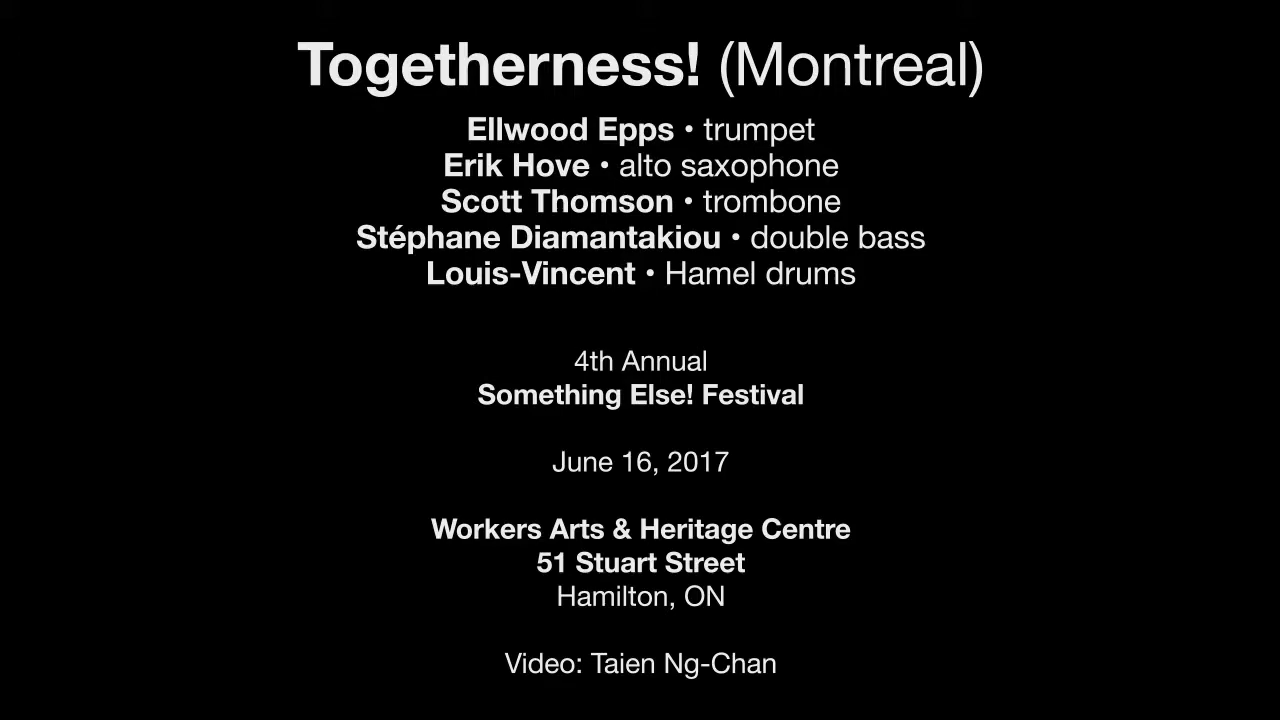 Togetherness! (Montreal)
Ellwood Epps • trumpet
Erik Hove • alto saxophone
Scott Thomson • trombone
Stéphane Diamantakiou • double bass
Louis-Vincent • Hamel drums
4th Annual
Something Else! Festival
June 16, 2017
Workers Arts & Heritage Centre
51 Stuart Street
Hamilton, ON
Video: Taien Ng-Chan